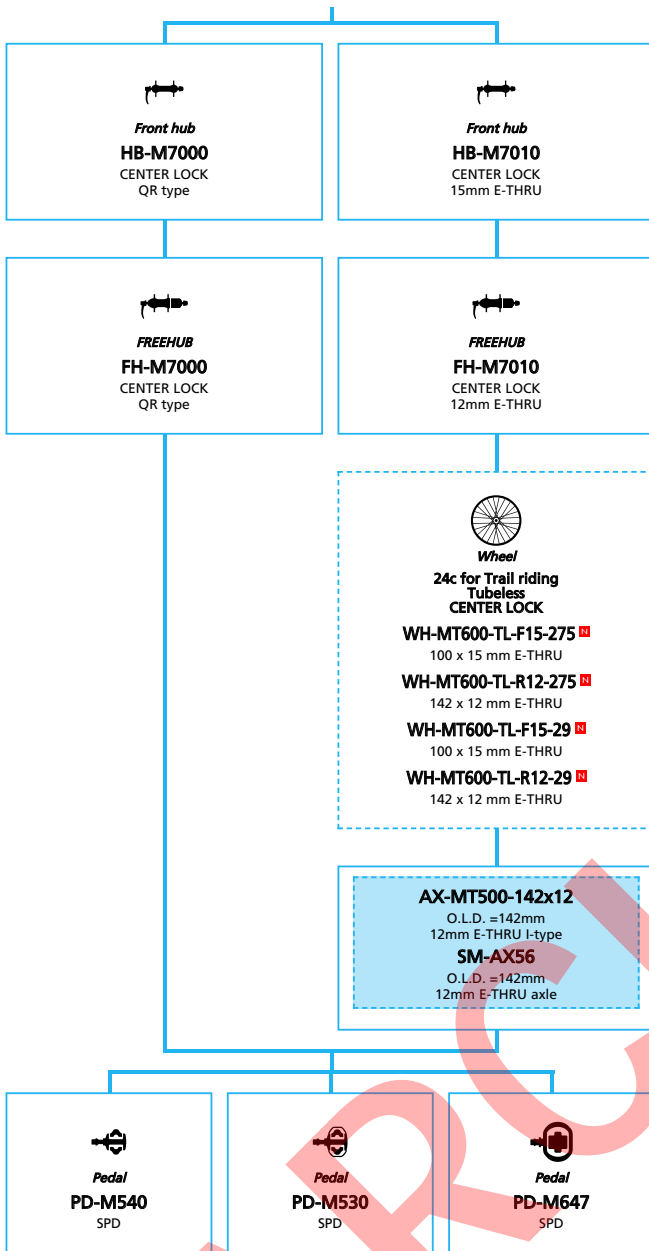 Front hub
HB-M7000
CENTER LOCK
QR type
Front hub
HB-M7010
CENTER LOCK
15mm E-THRU
FREEHUB
FH-M7000
CENTER LOCK
QR type
FREEHUB
FH-M7010
CENTER LOCK
12mm E-THRU
Wheel
24c for Trail riding
Tubeless
CENTER LOCK
WH-MT600-TL-F15-275 N
100 x 15 mm E-THRU
WH-MT600-TL-R12-275 N
142 x 12 mm E-THRU
WH-MT600-TL-F15-29 N
100 x 15 mm E-THRU
WH-MT600-TL-R12-29 N
142 x 12 mm E-THRU
AX-MT500-142x12
O.L.D. =142mm
12mm E-THRU I-type
SM-AX56
O.L.D. =142mm
12mm E-THRU axle
Pedal
PD-M540
SPD
Pedal
PD-M530
SPD
Pedal
PD-M647
SPD